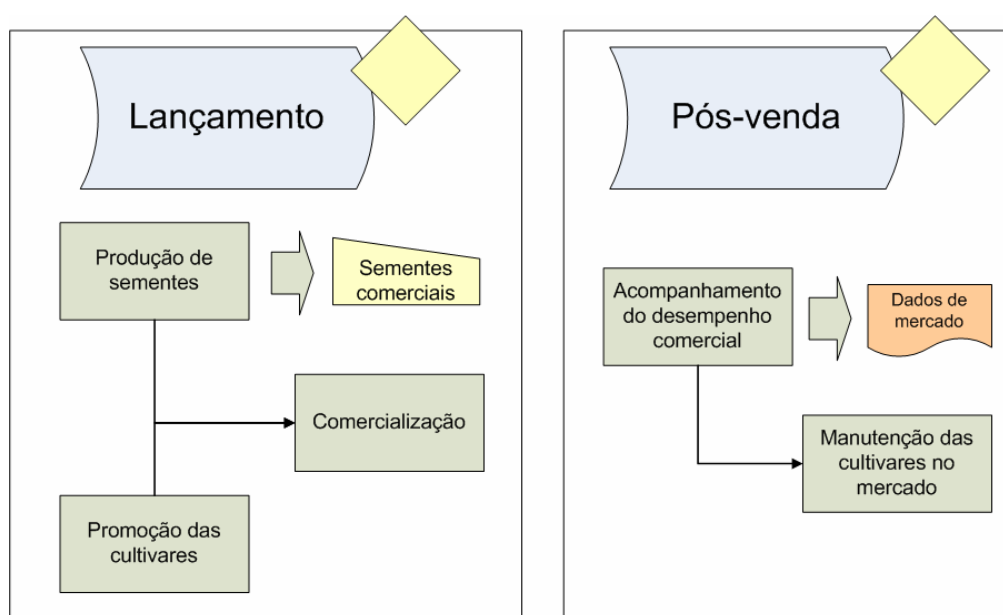 Lançamento
Produção de
sementes
Sementes
comerciais
Comercialização
Promoção das
cultivares
Pós-venda
Acompanhamento
do desempenho
comercial
Dados de
mercado
Manutenção das
cultivares no
mercado